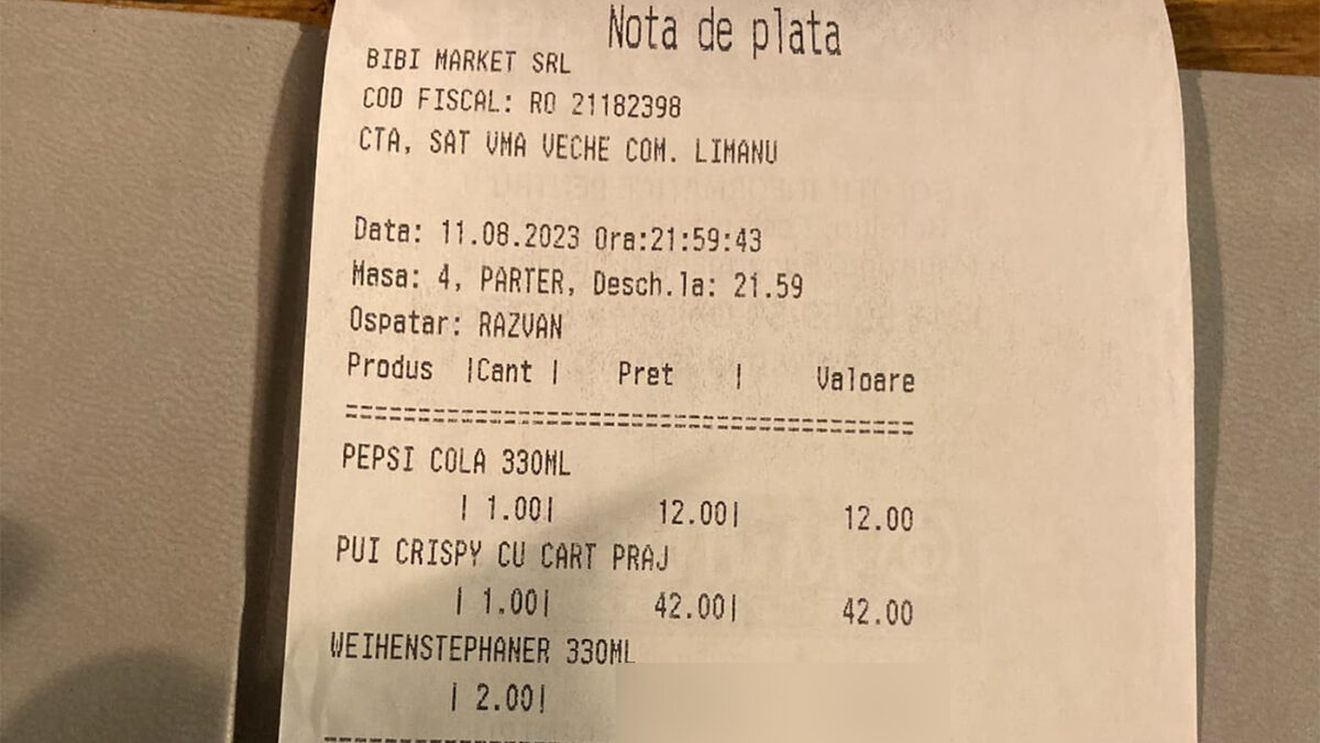 Nota de plata
BIBI MARKET SRL
COD FISCAL: RO 21182398
CTA, SAT VMA VECHE COM. LIMANU
Data: 11.08.2023 Ora:21:59:43
Masa: 4, PARTER, Desch.la: 21.59
Ospatar: RAZVAN
Produs |Cant | Pret | Valoare
=========================================
PEPSI COLA 330ML
| 1.00| 12.00| 12.00
PUI CRISPY CU CART PRAJ
| 1.00| 42.00| 42.00
WEIHENSTEPHANER 330ML
| 2.00|